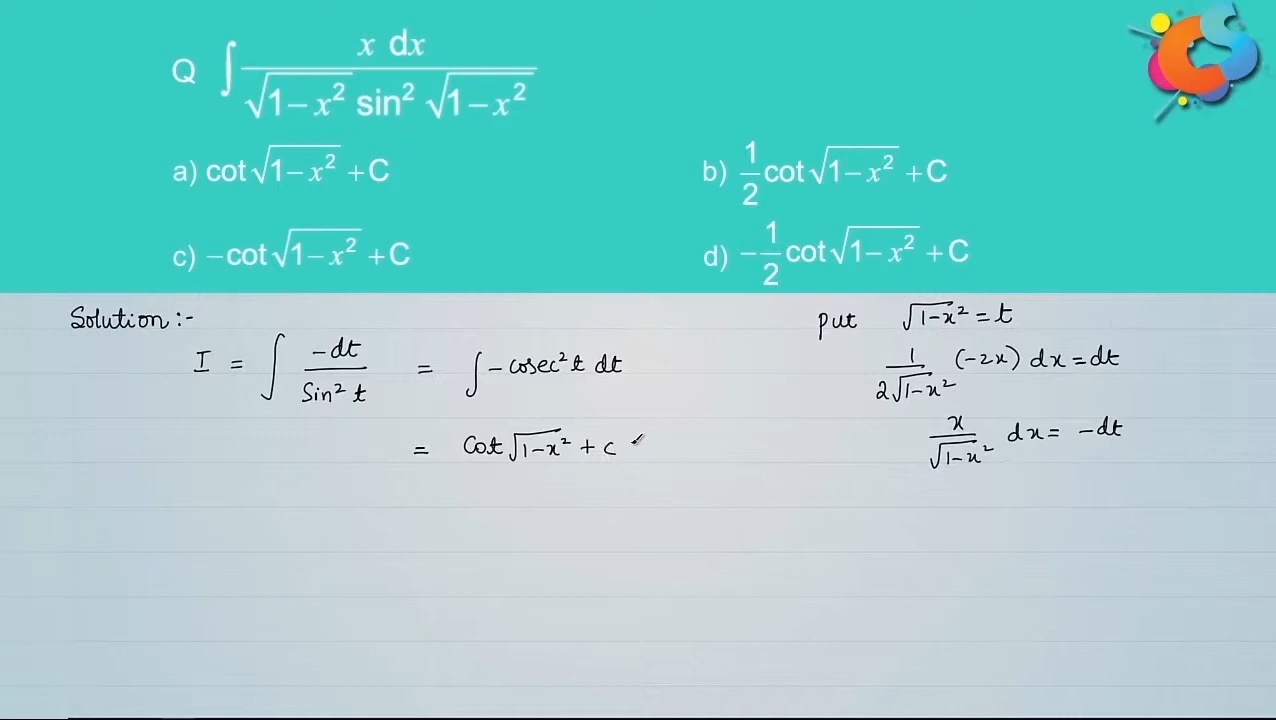 Q ∫ x dx / √(1−x²) sin² √(1−x²)
a) cot√(1−x²) +C
b) 1/2 cot√(1−x²) +C
c) −cot√(1−x²) +C
d) −1/2 cot√(1−x²) +C
Solution :-
put √(1−x²) = t
I = ∫ −dt / Sin² t = ∫ − cosec² t dt
1 / 2√(1−x²) (−2x) dx = dt
= Cot √(1−x²) + c
x / √(1−x²) dx = −dt